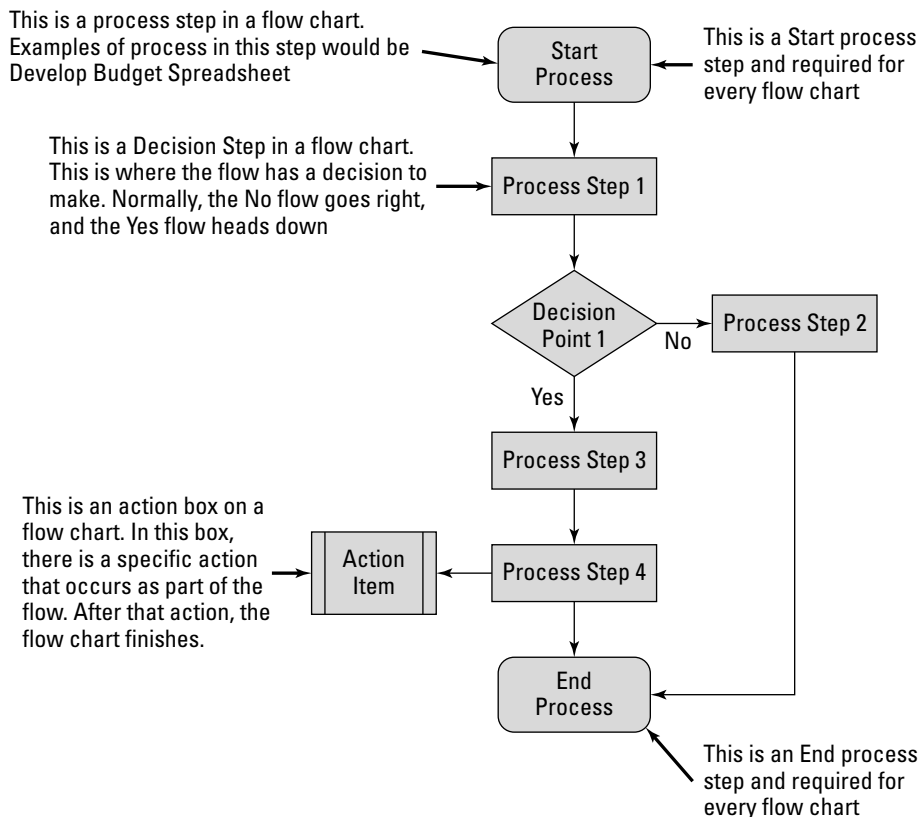 This is a process step in a flow chart.
Examples of process in this step would be
Develop Budget Spreadsheet
Start
Process
This is a Start process
step and required for
every flow chart
This is a Decision Step in a flow chart.
This is where the flow has a decision to
make. Normally, the No flow goes right,
and the Yes flow heads down
Process Step 1
Decision
Point 1
No
Process Step 2
Yes
Process Step 3
This is an action box on a
flow chart. In this box,
there is a specific action
that occurs as part of the
flow. After that action, the
flow chart finishes.
Action
Item
Process Step 4
End
Process
This is an End process
step and required for
every flow chart